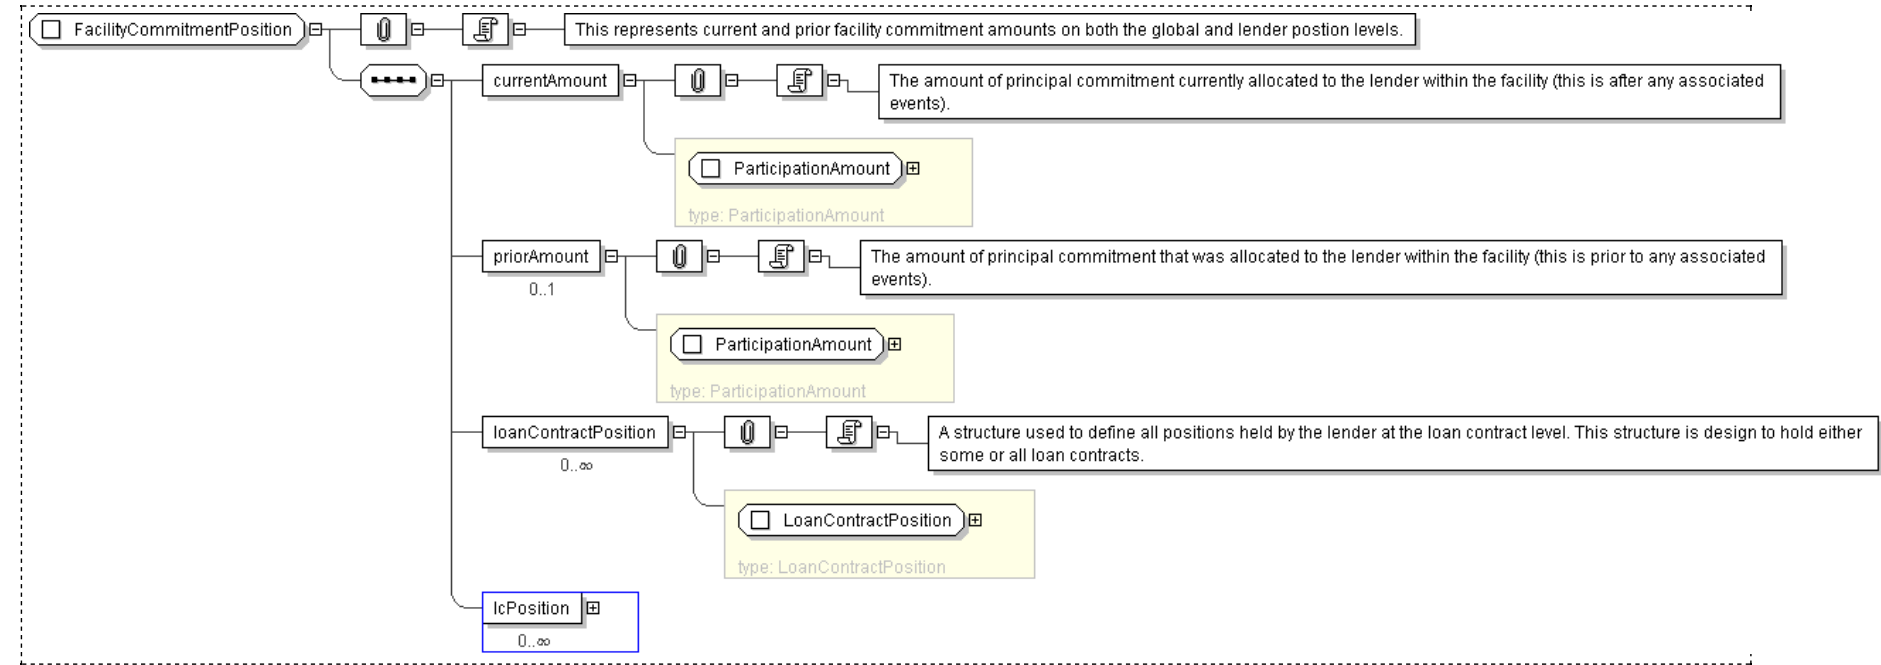 FacilityCommitmentPosition
This represents current and prior facility commitment amounts on both the global and lender postion levels.
currentAmount
The amount of principal commitment currently allocated to the lender within the facility (this is after any associated
events).
ParticipationAmount
type: ParticipationAmount
priorAmount
0..1
The amount of principal commitment that was allocated to the lender within the facility (this is prior to any associated
events).
ParticipationAmount
type: ParticipationAmount
loanContractPosition
0..∞
A structure used to define all positions held by the lender at the loan contract level. This structure is design to hold either
some or all loan contracts.
LoanContractPosition
type: LoanContractPosition
lcPosition
0..∞